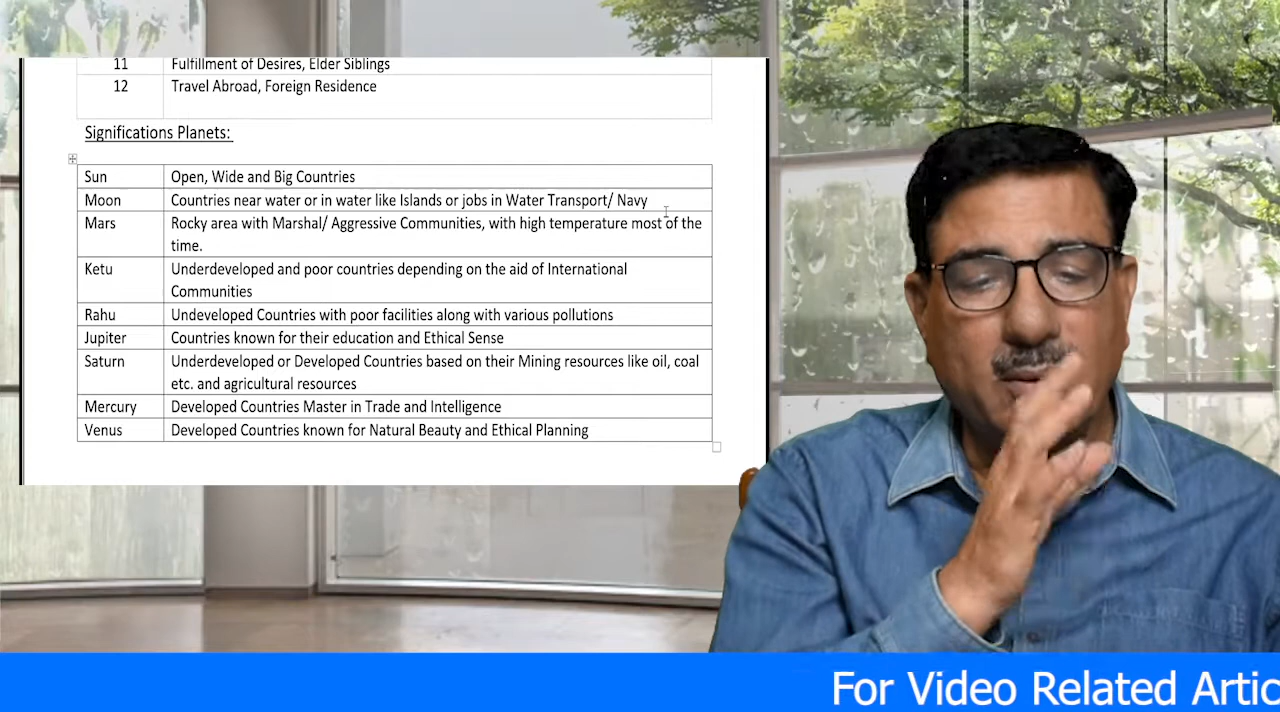 11 Fulfillment of Desires, Elder Siblings
12 Travel Abroad, Foreign Residence
Significations Planets:
Sun Open, Wide and Big Countries
Moon Countries near water or in water like Islands or jobs in Water Transport/ Navy
Mars Rocky area with Marshal/ Aggressive Communities, with high temperature most of the
time.
Ketu Underdeveloped and poor countries depending on the aid of International
Communities
Rahu Undeveloped Countries with poor facilities along with various pollutions
Jupiter Countries known for their education and Ethical Sense
Saturn Underdeveloped or Developed Countries based on their Mining resources like oil, coal
etc. and agricultural resources
Mercury Developed Countries Master in Trade and Intelligence
Venus Developed Countries known for Natural Beauty and Ethical Planning
For Video Related Artic